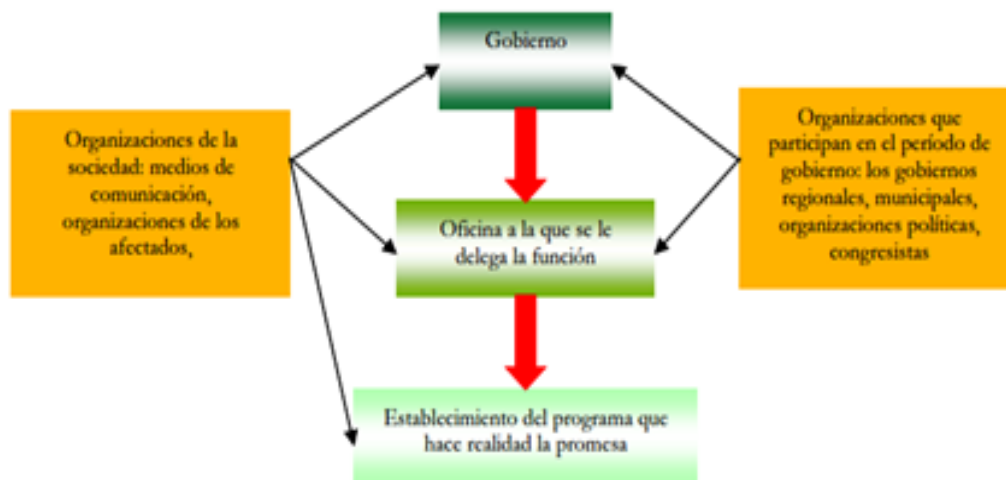 Gobierno
Organizaciones de la
sociedad: medios de
comunicación,
organizaciones de los
afectados,
Organizaciones que
participan en el período de
gobierno: los gobiernos
regionales, municipales,
organizaciones políticas,
congresistas
Oficina a la que se le
delega la función
Establecimiento del programa que
hace realidad la promesa